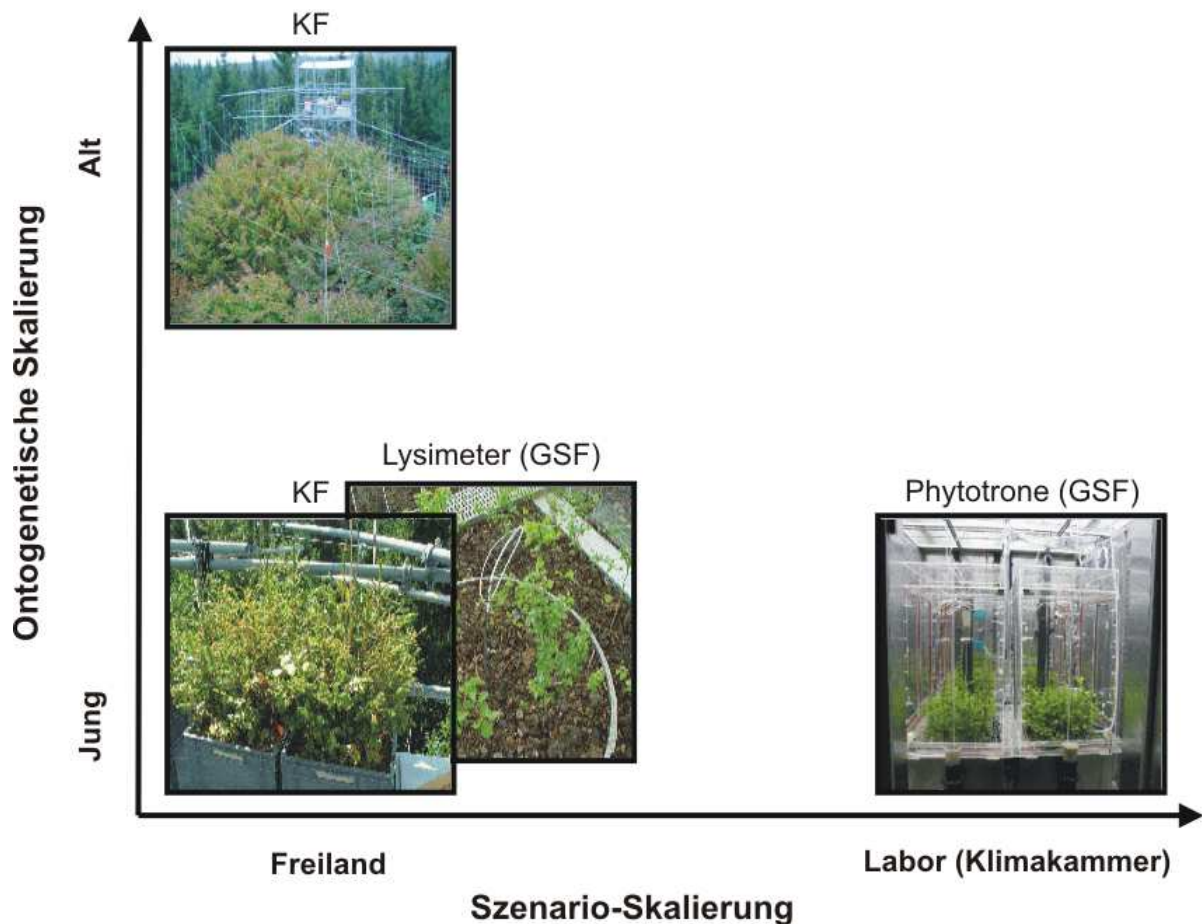 KF
Alt
Ontogenetische Skalierung
Lysimeter (GSF)
KF
Phytotrone (GSF)
Jung
Freiland
Labor (Klimakammer)
Szenario-Skalierung